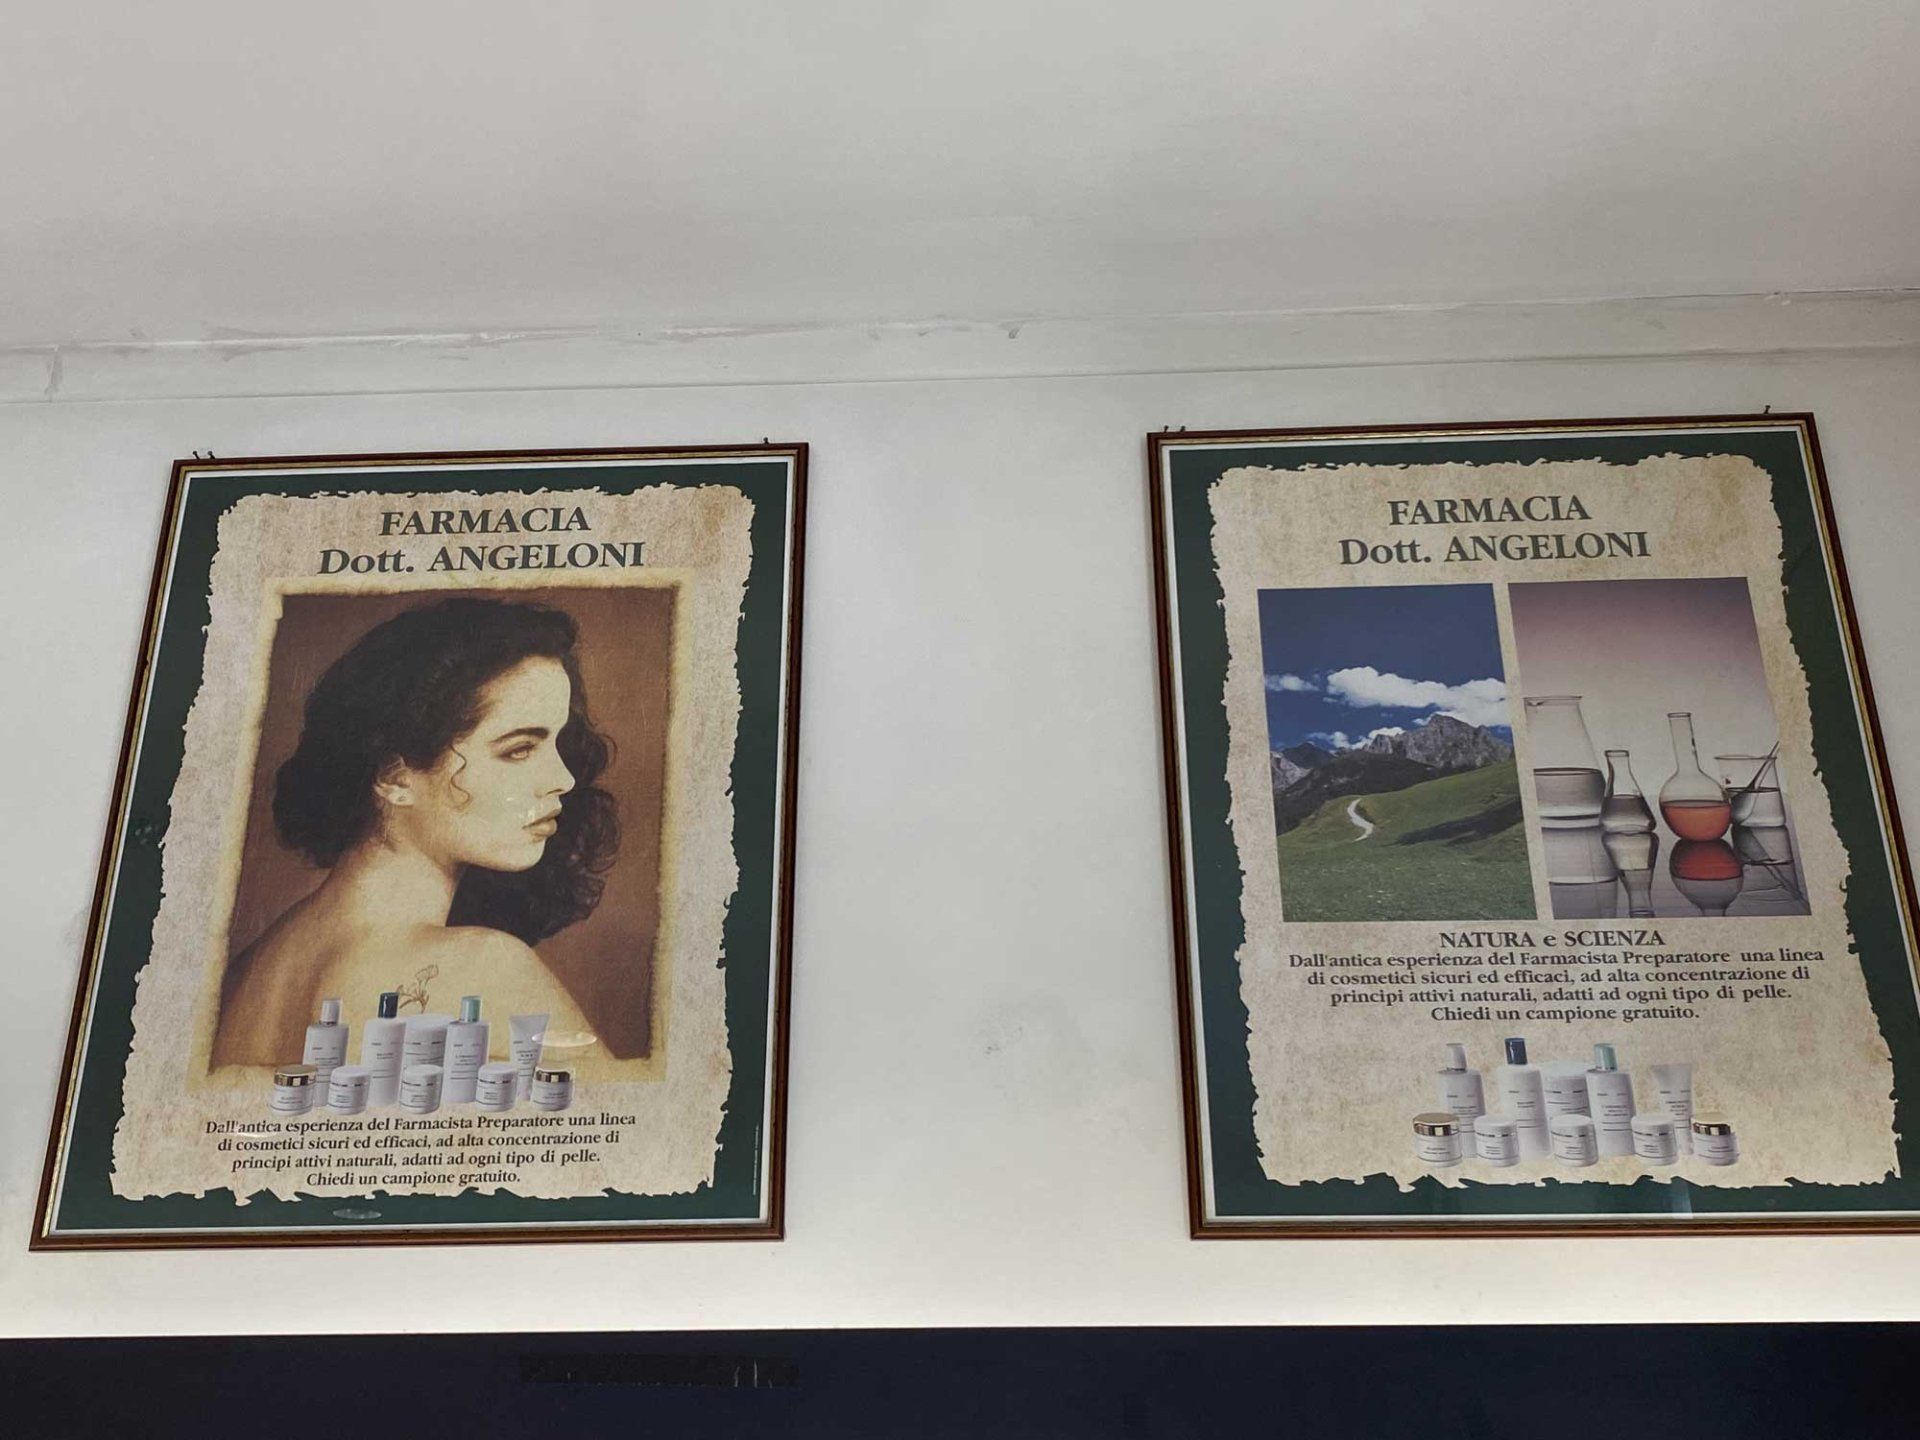 FARMACIA
Dott. ANGELONI
Dall'antica esperienza del Farmacista Preparatore una linea
di cosmetici sicuri ed efficaci, ad alta concentrazione di
principi attivi naturali, adatti ad ogni tipo di pelle.
Chiedi un campione gratuito.
FARMACIA
Dott. ANGELONI
NATURA e SCIENZA
Dall'antica esperienza del Farmacista Preparatore una linea
di cosmetici sicuri ed efficaci, ad alta concentrazione di
principi attivi naturali, adatti ad ogni tipo di pelle.
Chiedi un campione gratuito.